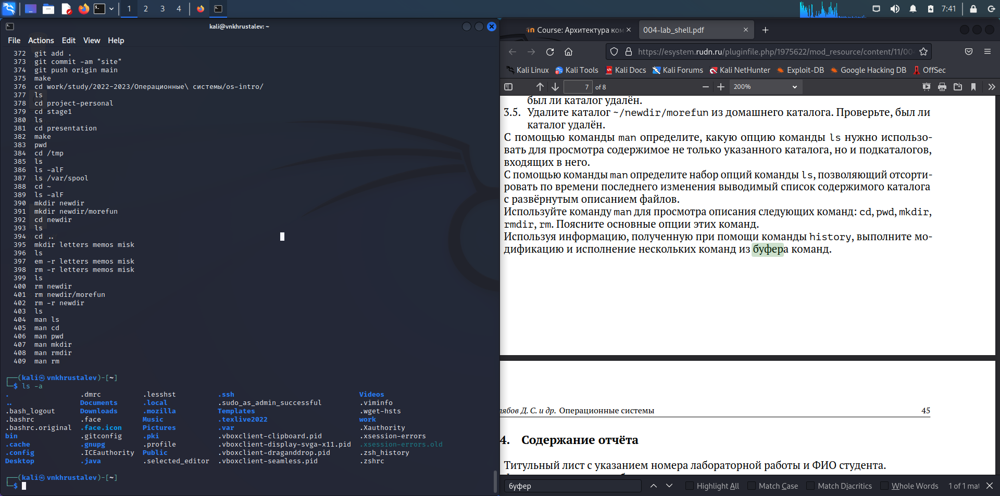 1 2 3 4
7:41
kali@vnkhrustalev: ~
File Actions Edit View Help
372 git add .
373 git commit -am "site"
374 git push origin main
375 make
376 cd work/study/2022-2023/Операционные\ системы/os-intro/
377 ls
378 cd project-personal
379 cd stage1
380 ls
381 cd presentation
382 make
383 pwd
384 cd /tmp
385 ls
386 ls -alF
387 ls /var/spool
388 cd ~
389 ls -alF
390 mkdir newdir
391 mkdir newdir/morefun
392 cd newdir
393 ls
394 cd ..
395 mkdir letters memos misk
396 ls
397 em -r letters memos misk
398 rm -r letters memos misk
399 ls
400 rm newdir
401 rm newdir/morefun
402 rm -r newdir
403 ls
404 man ls
405 man cd
406 man pwd
407 man mkdir
408 man rmdir
409 man rm
(kali㉿vnkhrustalev)-[~]
$ ls -a
. .dmrc .lesshst .ssh Videos
.. Documents .local .sudo_as_admin_successful .viminfo
.bash_logout Downloads .mozilla Templates .wget-hsts
.bashrc .face Music .texlive2022 work
.bashrc.original .face.icon Pictures .var .Xauthority
bin .gitconfig .pki .vboxclient-clipboard.pid .xsession-errors
.cache .gnupg .profile .vboxclient-display-svga-x11.pid .xsession-errors.old
.config .ICEauthority Public .vboxclient-draganddrop.pid .zsh_history
Desktop .java .selected_editor .vboxclient-seamless.pid .zshrc
(kali㉿vnkhrustalev)-[~]
$
Course: Архитектура ком
004-lab_shell.pdf
https://esystem.rudn.ru/pluginfile.php/1975622/mod_resource/content/11/00
Kali Linux Kali Tools Kali Docs Kali Forums Kali NetHunter Exploit-DB Google Hacking DB OffSec
7 of 8 200%
был ли каталог удалён.
3.5. Удалите каталог ~/newdir/morefun из домашнего каталога. Проверьте, был ли
каталог удалён.
С помощью команды man определите, какую опцию команды ls нужно использо-
вать для просмотра содержимое не только указанного каталога, но и подкаталогов,
входящих в него.
С помощью команды man определите набор опций команды ls, позволяющий отсорти-
ровать по времени последнего изменения выводимый список содержимого каталога
с развёрнутым описанием файлов.
Используйте команду man для просмотра описания следующих команд: cd, pwd, mkdir,
rmdir, rm. Поясните основные опции этих команд.
Используя информацию, полученную при помощи команды history, выполните мо-
дификацию и исполнение нескольких команд из буфера команд.
лябов Д. С. и др. Операционные системы 45
4. Содержание отчёта
Титульный лист с указанием номера лабораторной работы и ФИО студента.
буфер Highlight All Match Case Match Diacritics Whole Words 1 of 1 mat